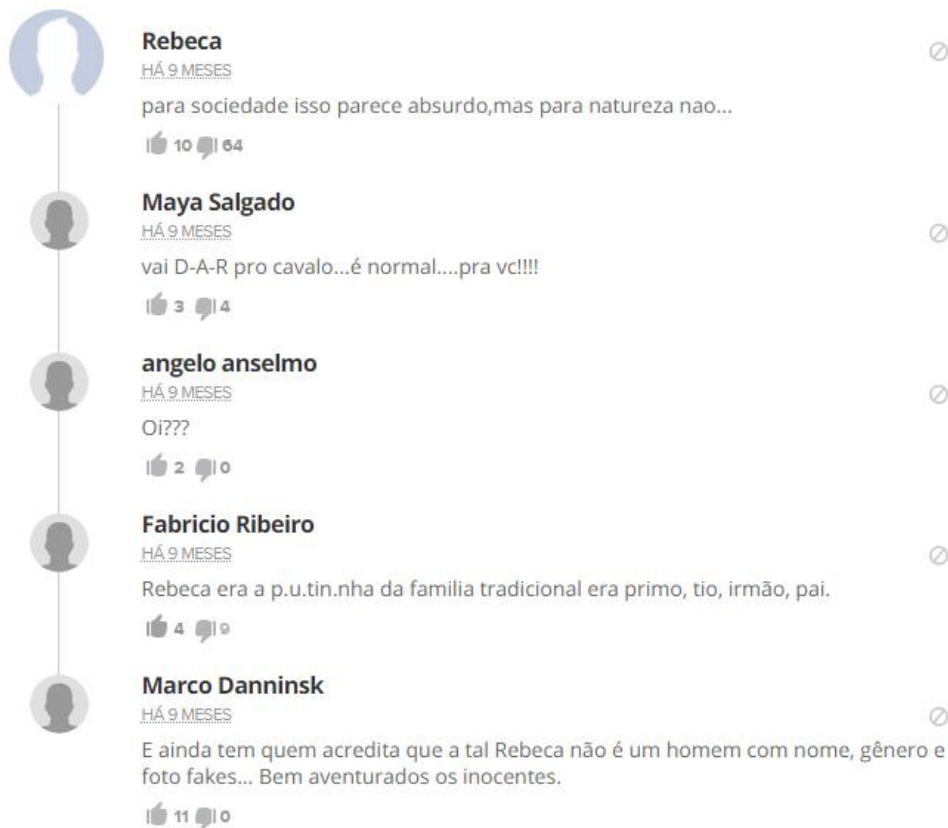 Rebeca
HÁ 9 MESES
para sociedade isso parece absurdo,mas para natureza nao...
10 64
Maya Salgado
HÁ 9 MESES
vai D-A-R pro cavalo...é normal....pra vc!!!!
3 4
angelo anselmo
HÁ 9 MESES
Oi???
2 0
Fabricio Ribeiro
HÁ 9 MESES
Rebeca era a p.u.tin.nha da familia tradicional era primo, tio, irmão, pai.
4 9
Marco Danninsk
HÁ 9 MESES
E ainda tem quem acredita que a tal Rebeca não é um homem com nome, gênero e
foto fakes... Bem aventurados os inocentes.
11 0